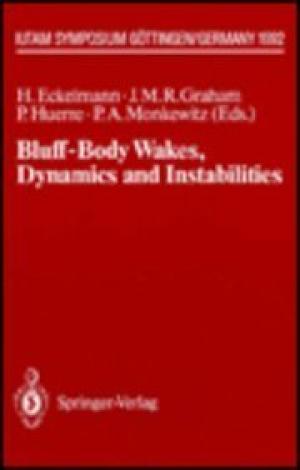 IUTAM SYMPOSIUM GÖTTINGEN/GERMANY 1992
H. Eckelmann · J. M. R. Graham
P. Huerre · P. A. Monkewitz (Eds.)
Bluff-Body Wakes,
Dynamics and Instabilities
Springer-Verlag